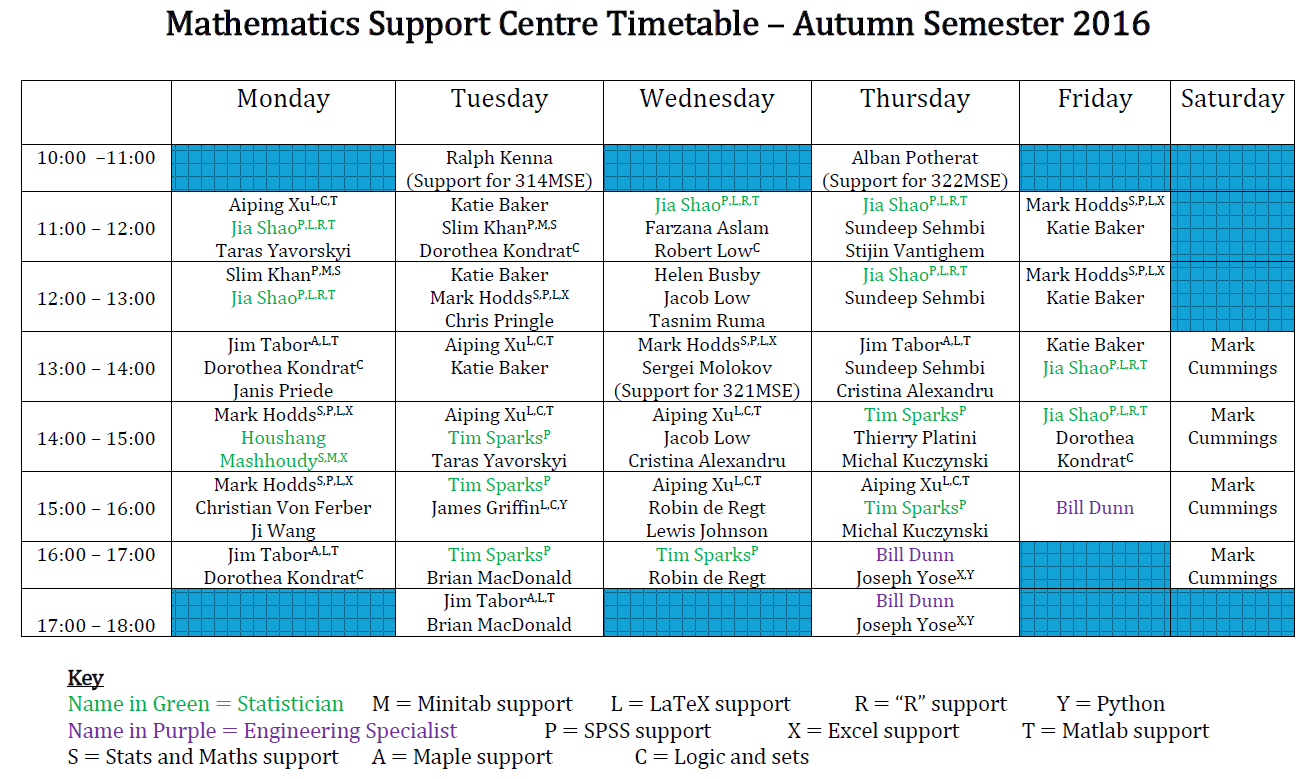 Mathematics Support Centre Timetable – Autumn Semester 2016
Monday Tuesday Wednesday Thursday Friday Saturday
10:00 –11:00
Ralph Kenna
(Support for 314MSE)
Alban Potherat
(Support for 322MSE)
11:00 – 12:00
Aiping Xu^L,C,T
Jia Shao^P,L,R,T
Taras Yavorskyi
Katie Baker
Slim Khan^P,M,S
Dorothea Kondrat^C
Jia Shao^P,L,R,T
Farzana Aslam
Robert Low^C
Jia Shao^P,L,R,T
Sundeep Sehmbi
Stijin Vantighem
Mark Hodds^S,P,L,X
Katie Baker
12:00 – 13:00
Slim Khan^P,M,S
Jia Shao^P,L,R,T
Katie Baker
Mark Hodds^S,P,L,X
Chris Pringle
Helen Busby
Jacob Low
Tasnim Ruma
Jia Shao^P,L,R,T
Sundeep Sehmbi
Mark Hodds^S,P,L,X
Katie Baker
13:00 – 14:00
Jim Tabor^A,L,T
Dorothea Kondrat^C
Janis Priede
Aiping Xu^L,C,T
Katie Baker
Mark Hodds^S,P,L,X
Sergei Molokov
(Support for 321MSE)
Jim Tabor^A,L,T
Sundeep Sehmbi
Cristina Alexandru
Katie Baker
Jia Shao^P,L,R,T
Mark
Cummings
14:00 – 15:00
Mark Hodds^S,P,L,X
Houshang
Mashhoudy^S,M,X
Aiping Xu^L,C,T
Tim Sparks^P
Taras Yavorskyi
Aiping Xu^L,C,T
Jacob Low
Cristina Alexandru
Tim Sparks^P
Thierry Platini
Michal Kuczynski
Jia Shao^P,L,R,T
Dorothea
Kondrat^C
Mark
Cummings
15:00 – 16:00
Mark Hodds^S,P,L,X
Christian Von Ferber
Ji Wang
Tim Sparks^P
James Griffin^L,C,Y
Aiping Xu^L,C,T
Robin de Regt
Lewis Johnson
Aiping Xu^L,C,T
Tim Sparks^P
Michal Kuczynski
Bill Dunn
Mark
Cummings
16:00 – 17:00
Jim Tabor^A,L,T
Dorothea Kondrat^C
Tim Sparks^P
Brian MacDonald
Tim Sparks^P
Robin de Regt
Bill Dunn
Joseph Yose^X,Y
Mark
Cummings
17:00 – 18:00
Jim Tabor^A,L,T
Brian MacDonald
Bill Dunn
Joseph Yose^X,Y
Key
Name in Green = Statistician M = Minitab support L = LaTeX support R = “R” support Y = Python
Name in Purple = Engineering Specialist P = SPSS support X = Excel support T = Matlab support
S = Stats and Maths support A = Maple support C = Logic and sets